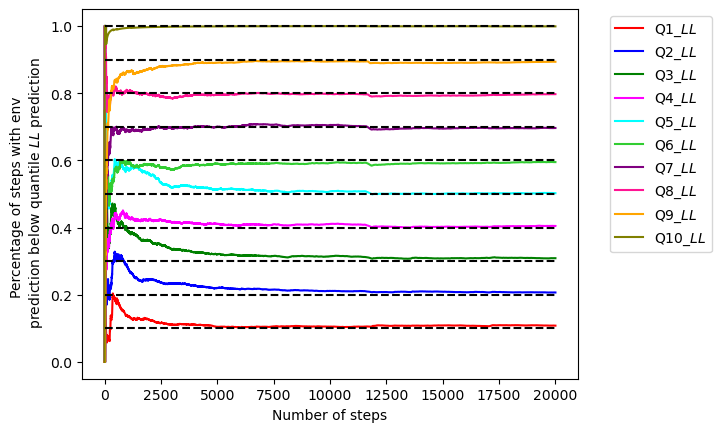 Percentage of steps with env
prediction below quantile LL prediction
1.0
0.8
0.6
0.4
0.2
0.0
0 2500 5000 7500 10000 12500 15000 17500 20000
Number of steps
Q1_LL
Q2_LL
Q3_LL
Q4_LL
Q5_LL
Q6_LL
Q7_LL
Q8_LL
Q9_LL
Q10_LL